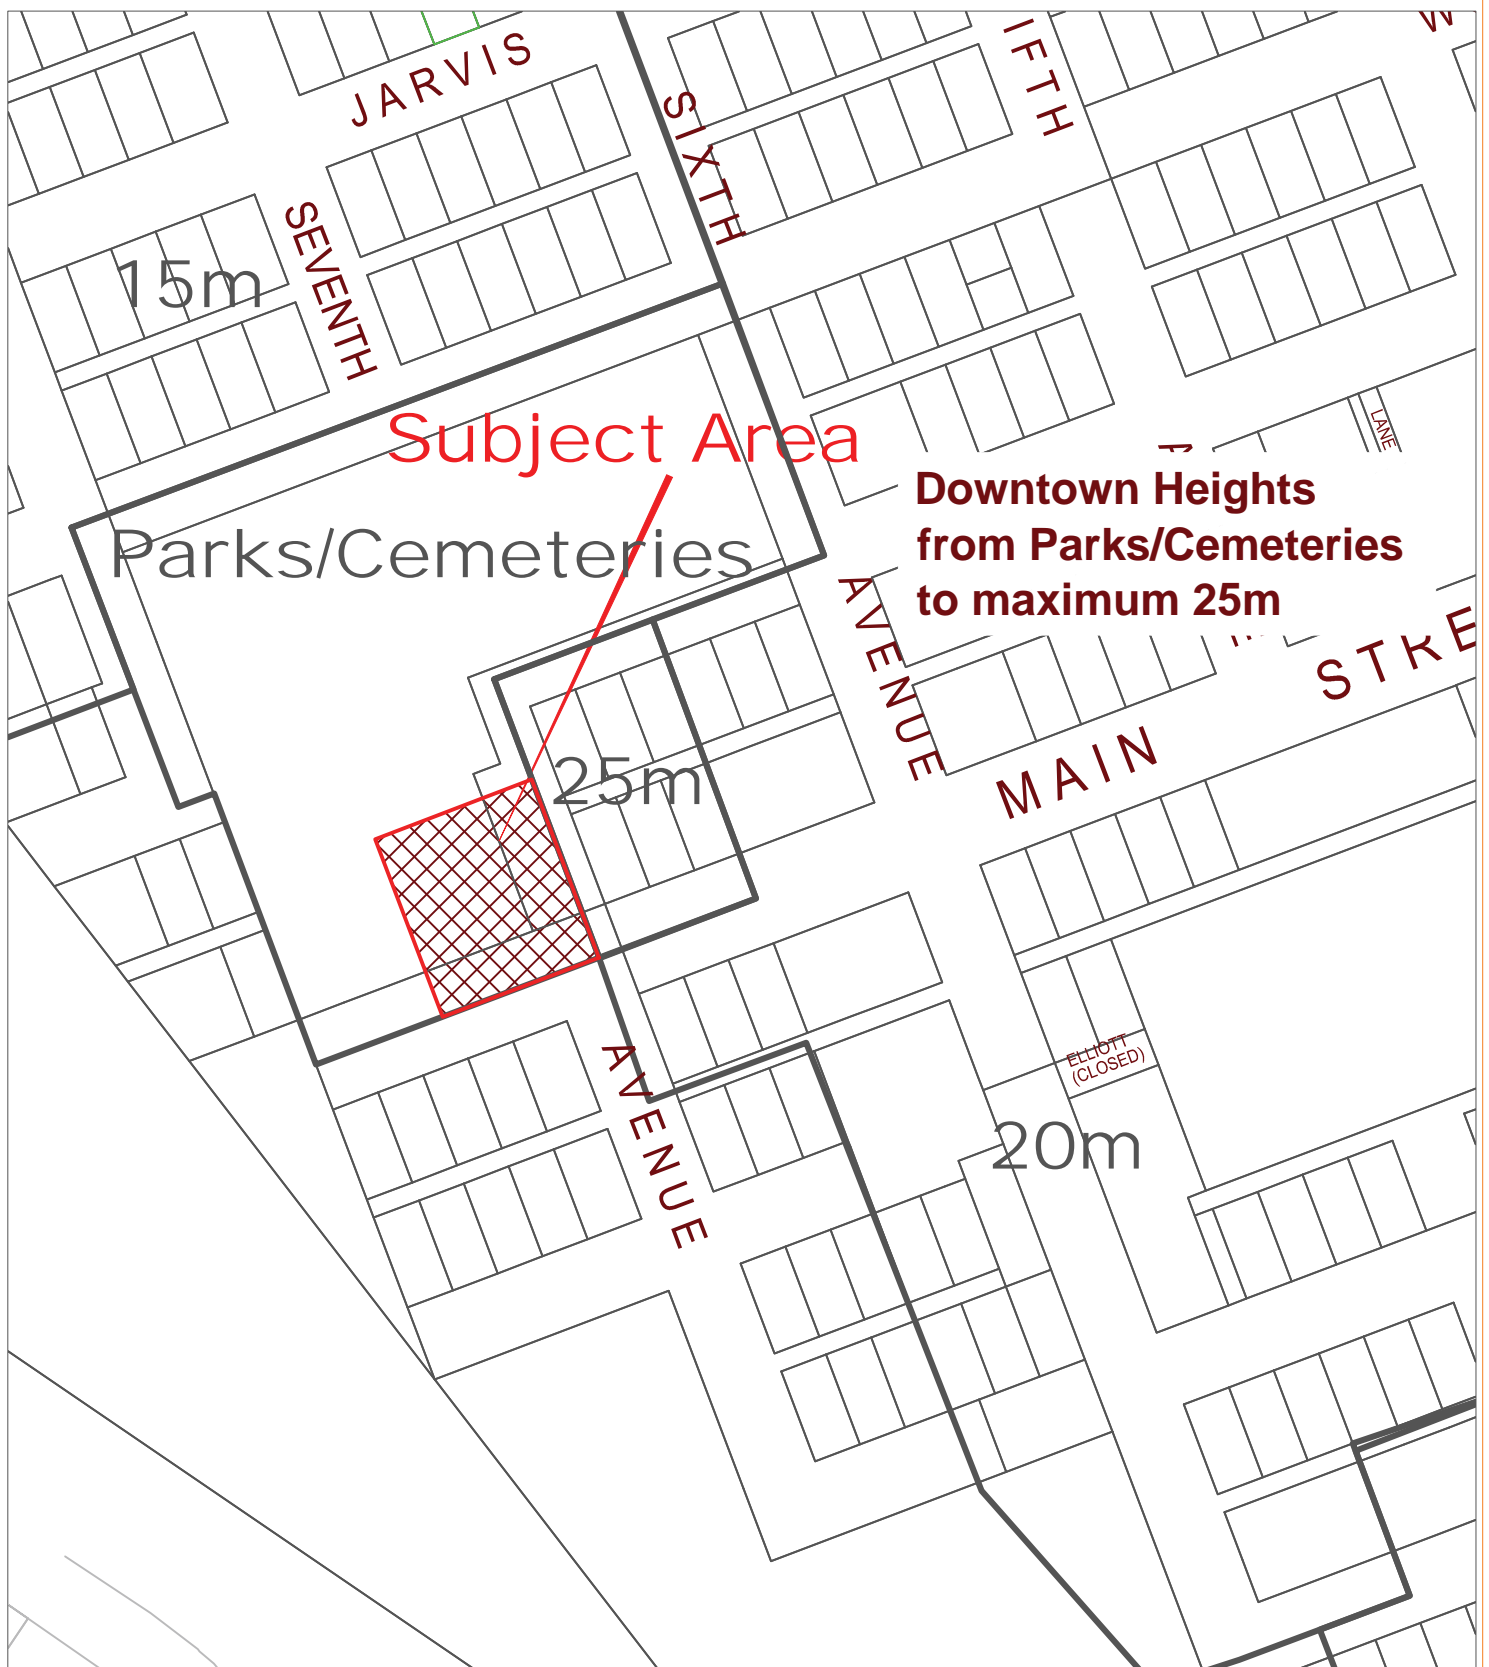 JARVIS
SIXTH
IFTH
W
SEVENTH
15m
Subject Area
LANE
Downtown Heights
from Parks/Cemeteries
to maximum 25m
Parks/Cemeteries
AVENUE
STRE
MAIN
25m
ELLIOTT
(CLOSED)
AVENUE
20m